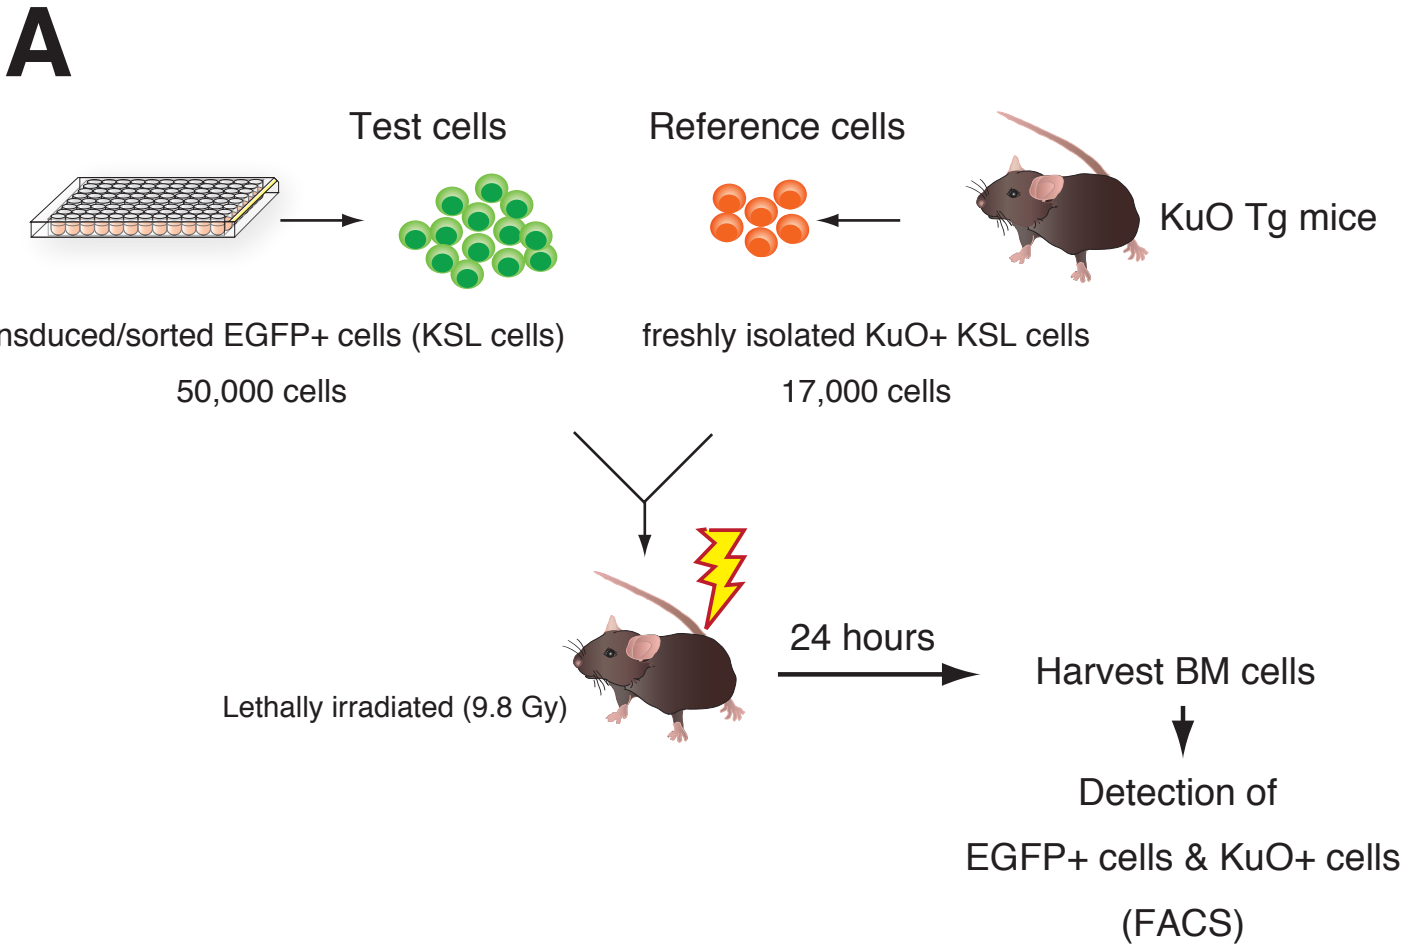 A
Test cells
Reference cells
KuO Tg mice
nsduced/sorted EGFP+ cells (KSL cells)
freshly isolated KuO+ KSL cells
50,000 cells
17,000 cells
24 hours
Harvest BM cells
Lethally irradiated (9.8 Gy)
Detection of
EGFP+ cells & KuO+ cells
(FACS)